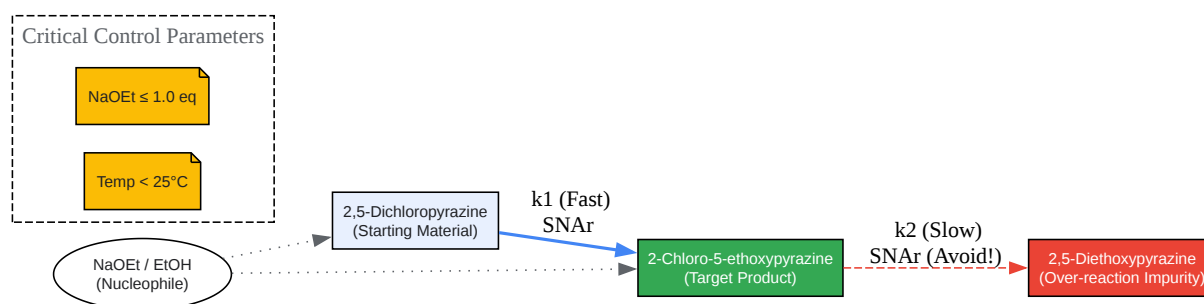 Critical Control Parameters
NaOEt ≤ 1.0 eq
Temp < 25°C
NaOEt / EtOH
(Nucleophile)
2,5-Dichloropyrazine
(Starting Material)
k1 (Fast)
SNAr
2-Chloro-5-ethoxypyrazine
(Target Product)
k2 (Slow)
SNAr (Avoid!)
2,5-Diethoxypyrazine
(Over-reaction Impurity)